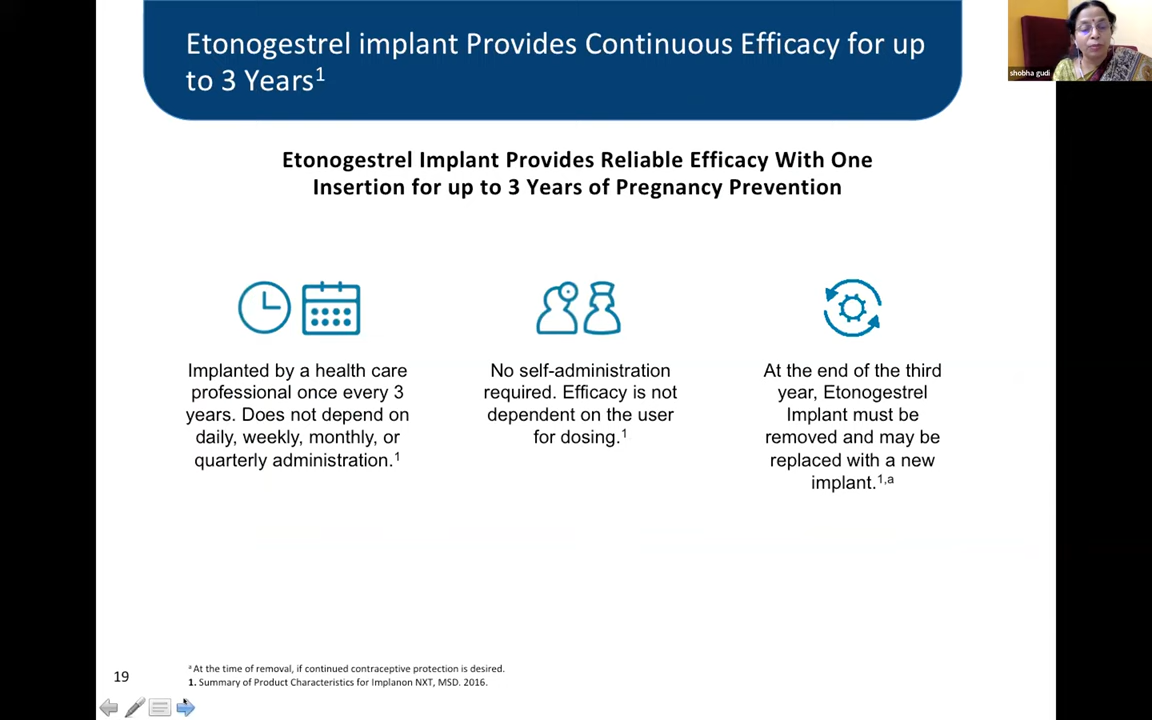 Etonogestrel implant Provides Continuous Efficacy for up
to 3 Years1
shobha gudi
Etonogestrel Implant Provides Reliable Efficacy With One
Insertion for up to 3 Years of Pregnancy Prevention
Implanted by a health care
professional once every 3
years. Does not depend on
daily, weekly, monthly, or
quarterly administration.1
No self-administration
required. Efficacy is not
dependent on the user
for dosing.1
At the end of the third
year, Etonogestrel
Implant must be
removed and may be
replaced with a new
implant.1,a
a At the time of removal, if continued contraceptive protection is desired.
1. Summary of Product Characteristics for Implanon NXT, MSD. 2016.
19